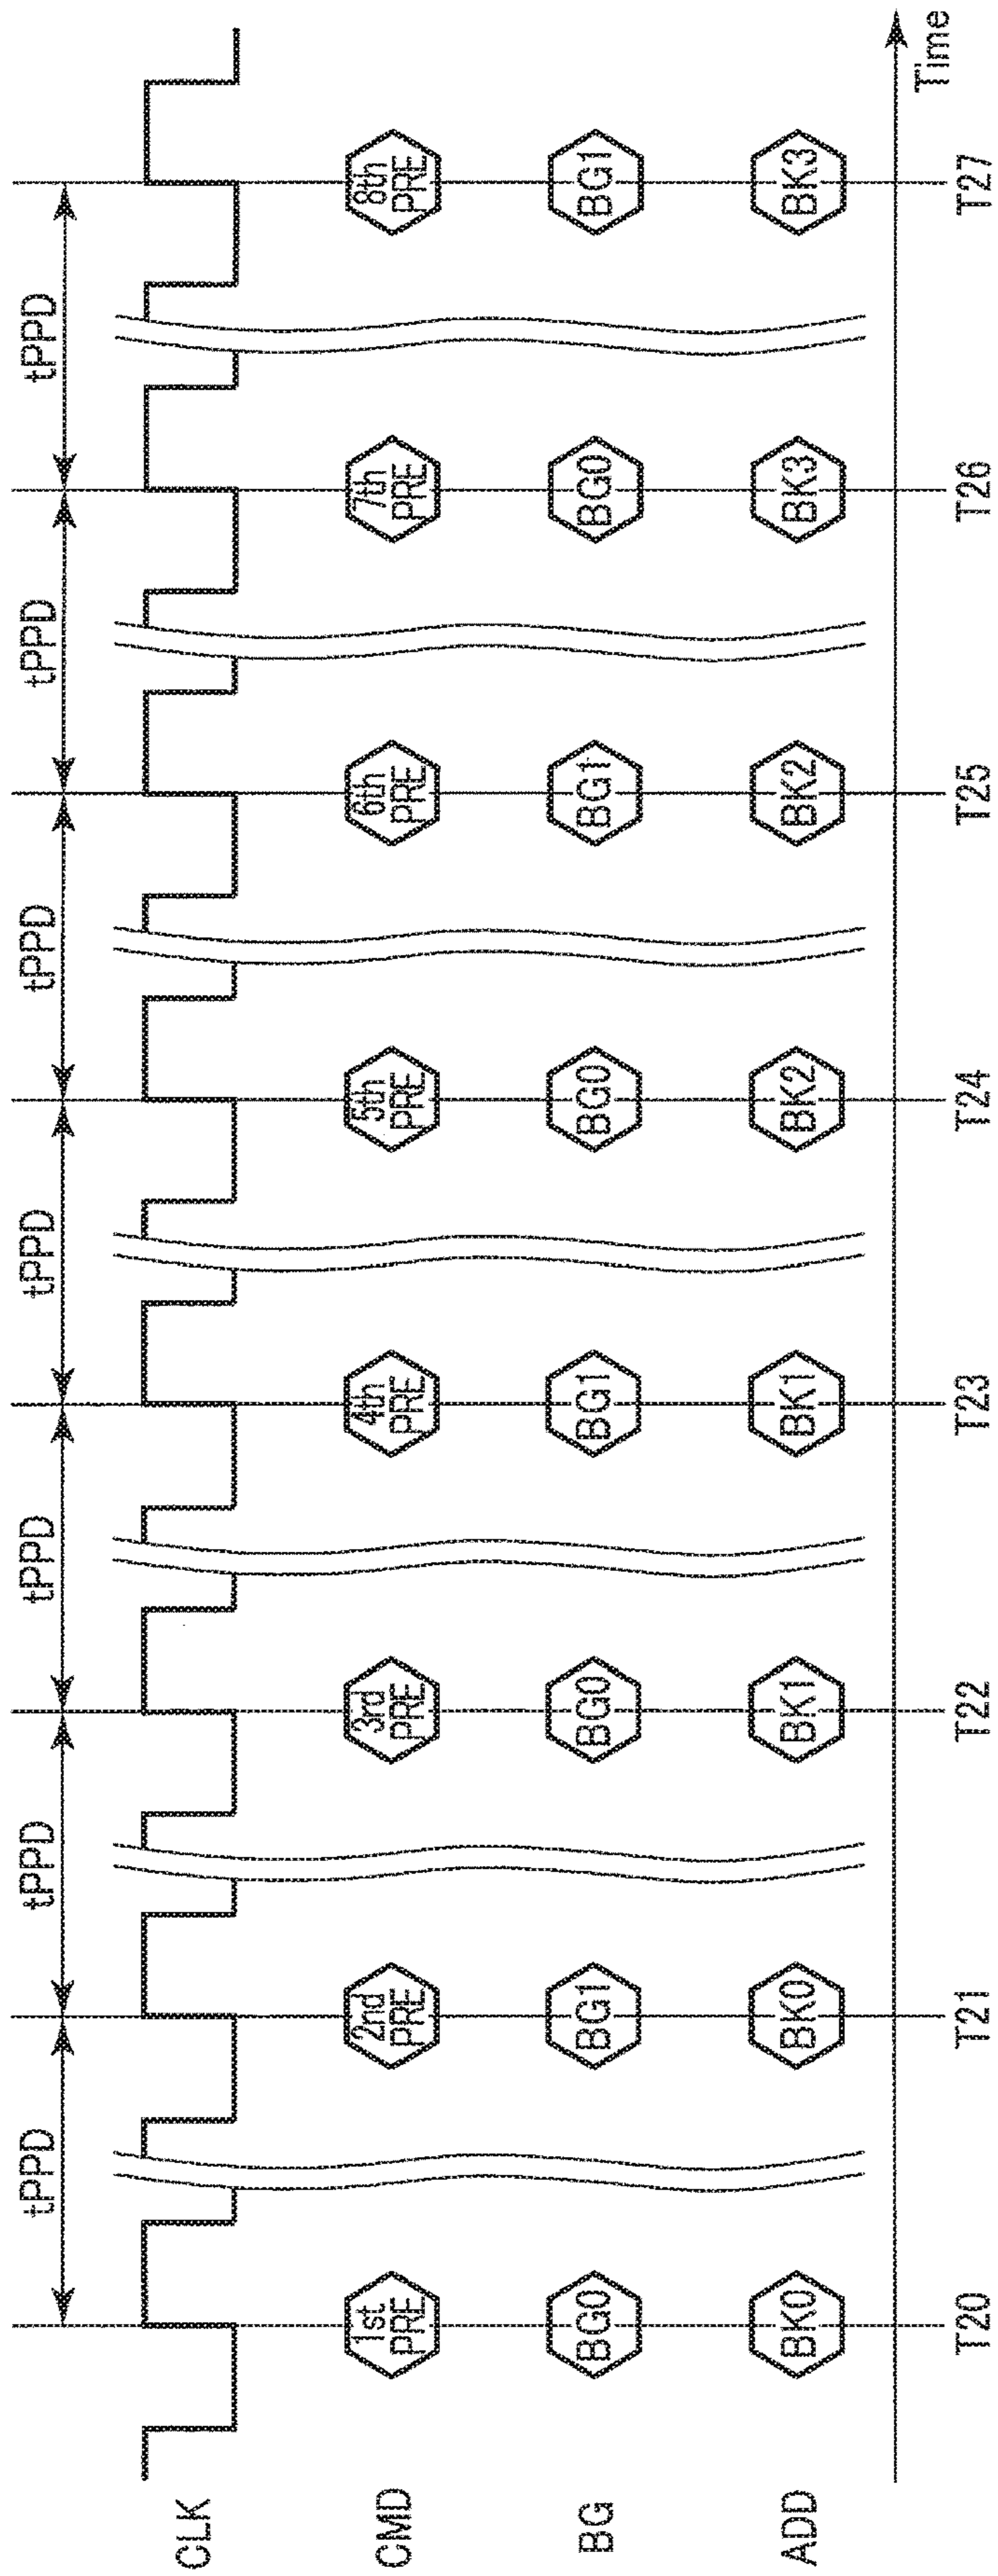 tPPD tPPD tPPD tPPD tPPD tPPD tPPD
CLK
CMD 1st PRE 2nd PRE 3rd PRE 4th PRE 5th PRE 6th PRE 7th PRE 8th PRE
BG BG0 BG1 BG0 BG1 BG0 BG1 BG0 BG1
ADD BK0 BK0 BK1 BK1 BK2 BK2 BK3 BK3
Time
T20 T21 T22 T23 T24 T25 T26 T27